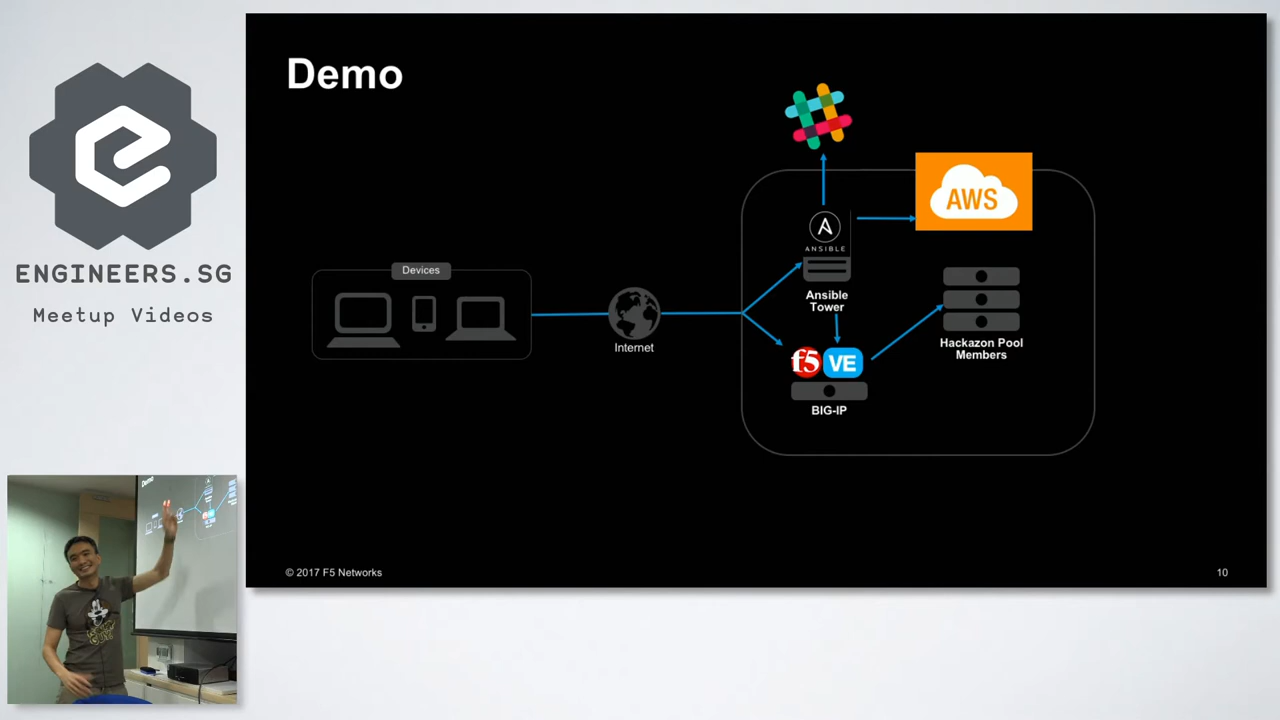 ENGINEERS.SG
Meetup Videos
Demo
AWS
ANSIBLE
Devices
Ansible
Tower
Internet
Hackazon Pool
Members
f5 VE
BIG-IP
© 2017 F5 Networks
10
Demo